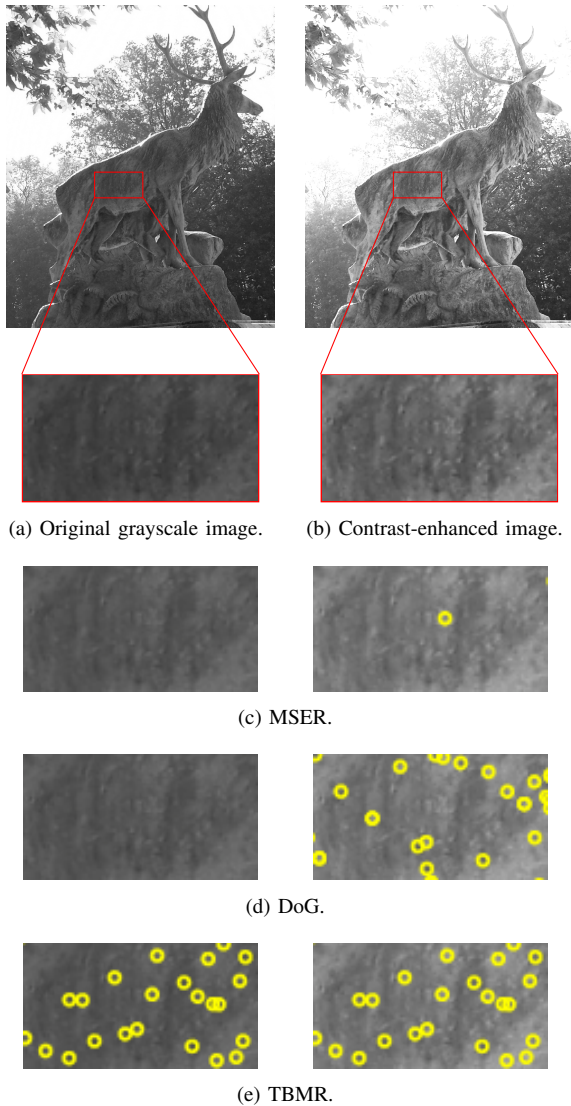 (a) Original grayscale image.
(b) Contrast-enhanced image.
(c) MSER.
(d) DoG.
(e) TBMR.